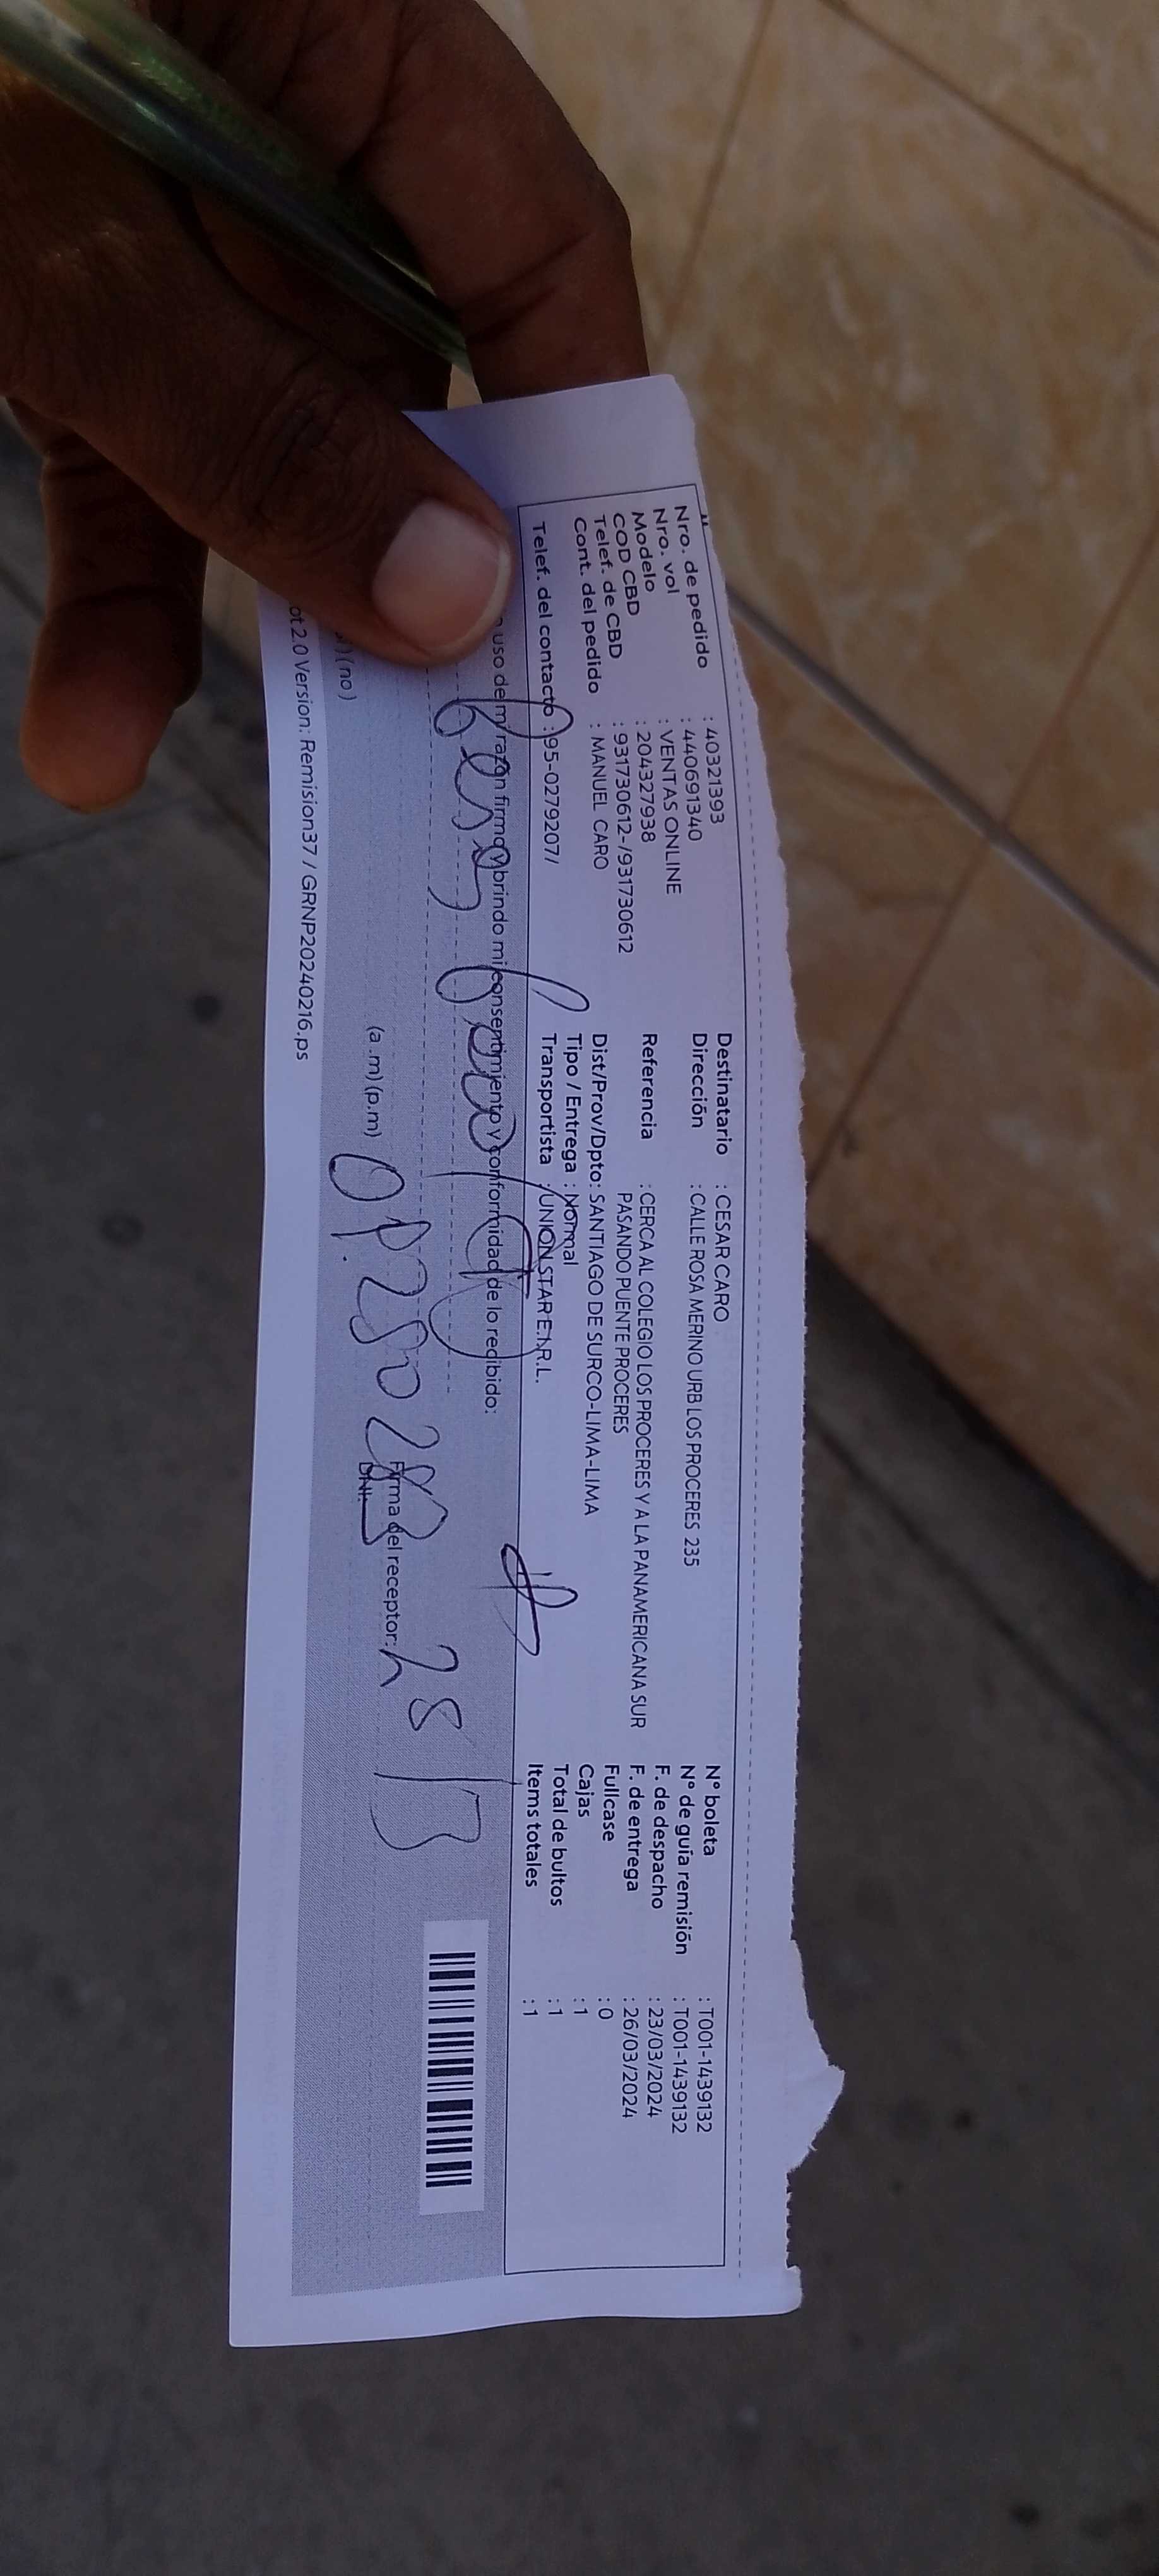 Nro. de pedido : 40321393
Nro. vol : 440691340
Modelo : VENTAS ONLINE
COD CBD : 204327938
Telef. de CBD : 931730612-/931730612
Cont. del pedido : MANUEL CARO
Telef. del contacto : 95-0279207/
Destinatario : CESAR CARO
Dirección : CALLE ROSA MERINO URB LOS PROCERES 235
Referencia : CERCA AL COLEGIO LOS PROCERES Y A LA PANAMERICANA SUR
PASANDO PUENTE PROCERES
Dist/Prov/Dpto: SANTIAGO DE SURCO-LIMA-LIMA
Tipo / Entrega : Normal
Transportista : UNION STAR E.I.R.L.
N° boleta : T001-1439132
N° de guía remisión : T001-1439132
F. de despacho : 23/03/2024
F. de entrega : 26/03/2024
Fullcase : 0
Cajas : 1
Total de bultos : 1
Items totales : 1
uso de mi razón firmo y brindo mi consentimiento y conformidad de lo recibido:
28/3
Firma del receptor:
DNI:
(no) (a.m) (p.m)
ot 2.0 Version: Remision37 / GRNP20240216.ps